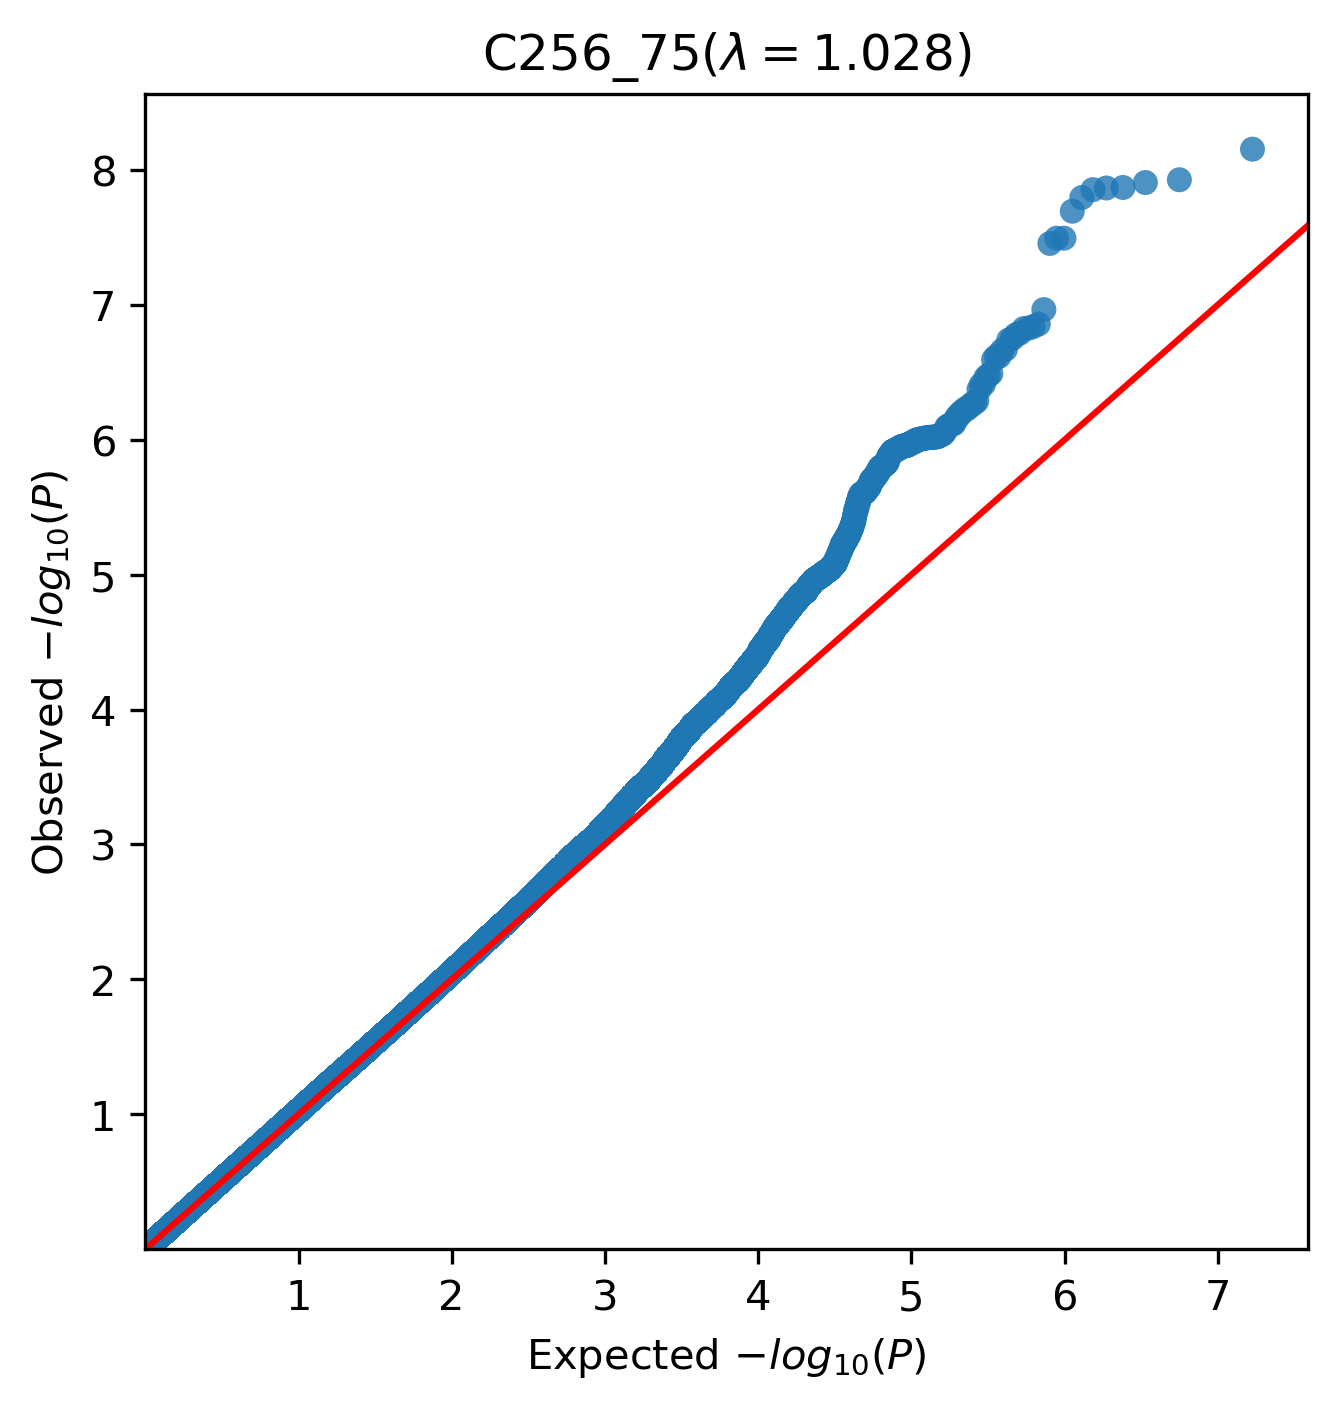 C256_75(λ = 1.028)
8
7
6
5
4
3
2
1
Observed −log₁₀(P)
1 2 3 4 5 6 7
Expected −log₁₀(P)